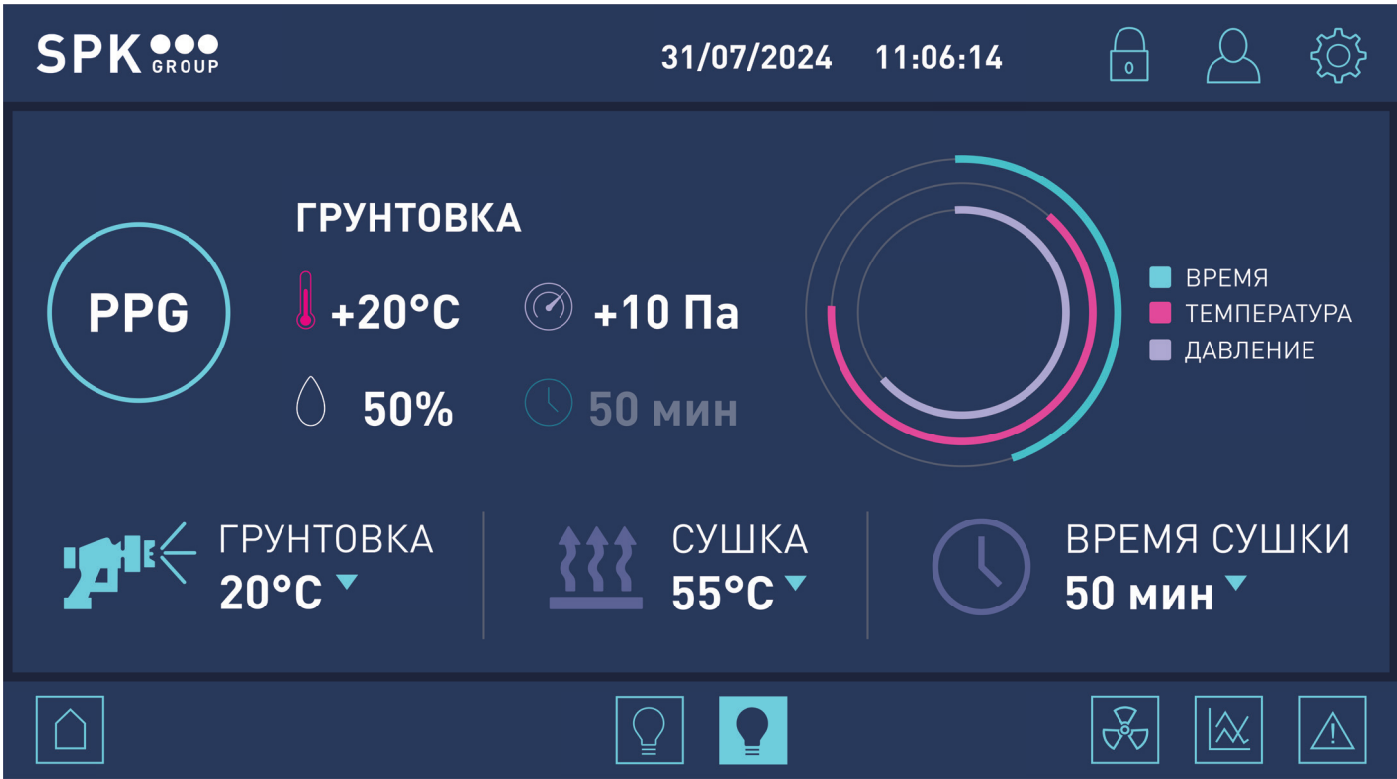 SPK GROUP
31/07/2024 11:06:14
0
PPG
ГРУНТОВКА
+20°C
+10 Па
50%
50 мин
ВРЕМЯ
ТЕМПЕРАТУРА
ДАВЛЕНИЕ
ГРУНТОВКА
20°C
СУШКА
55°C
ВРЕМЯ СУШКИ
50 мин